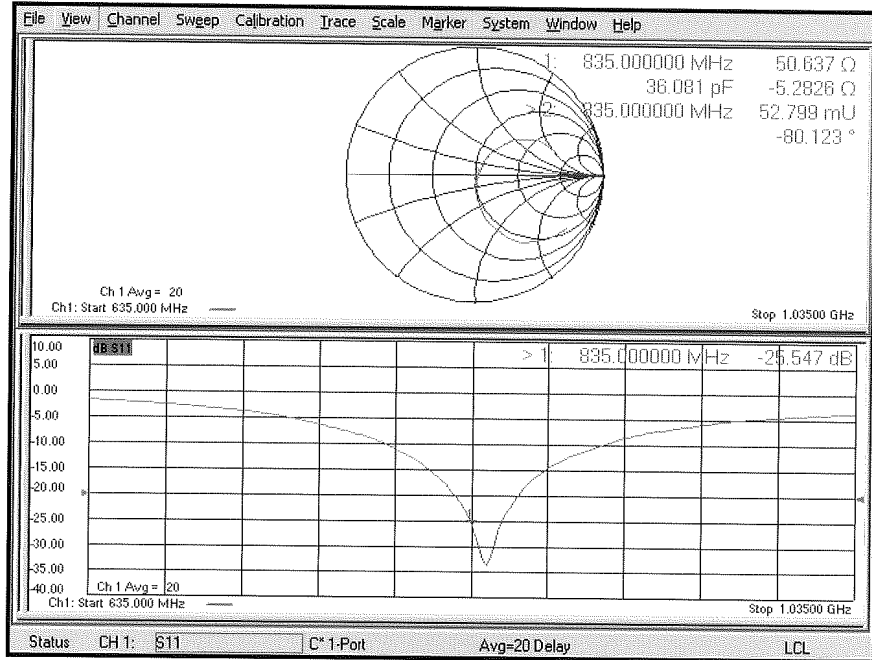 File View Channel Sweep Calibration Trace Scale Marker System Window Help
1: 835.000000 MHz 50.637 Ω
36.081 pF -5.2826 Ω
> 2: 835.000000 MHz 52.799 mU
-80.123 °
Ch 1 Avg = 20
Ch1: Start 635.000 MHz
Stop 1.03500 GHz
10.00
dB S11
> 1: 835.000000 MHz -25.547 dB
5.00
0.00
-5.00
-10.00
-15.00
-20.00
-25.00
-30.00
-35.00
-40.00
Ch 1 Avg = 20
Ch1: Start 635.000 MHz
Stop 1.03500 GHz
Status CH 1: S11 C* 1-Port Avg=20 Delay LCL